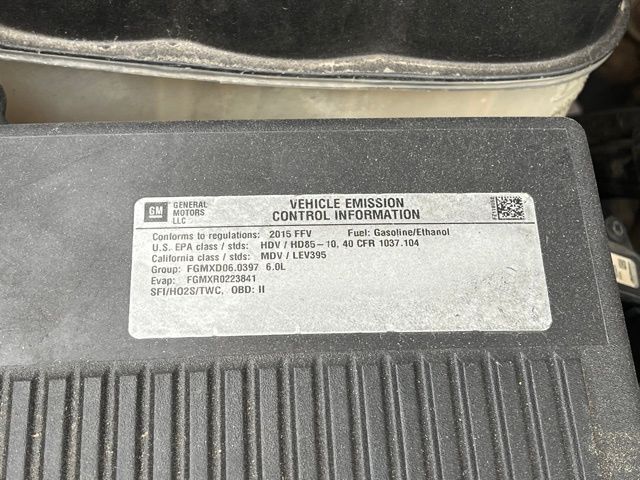 GM GENERAL MOTORS LLC
VEHICLE EMISSION
CONTROL INFORMATION
Conforms to regulations: 2015 FFV Fuel: Gasoline/Ethanol
U.S. EPA class / stds: HDV / HD85-10, 40 CFR 1037.104
California class / stds: MDV / LEV395
Group: FGMXD06.0397 6.0L
Evap: FGMXR0223841
SFI/HO2S/TWC, OBD: II